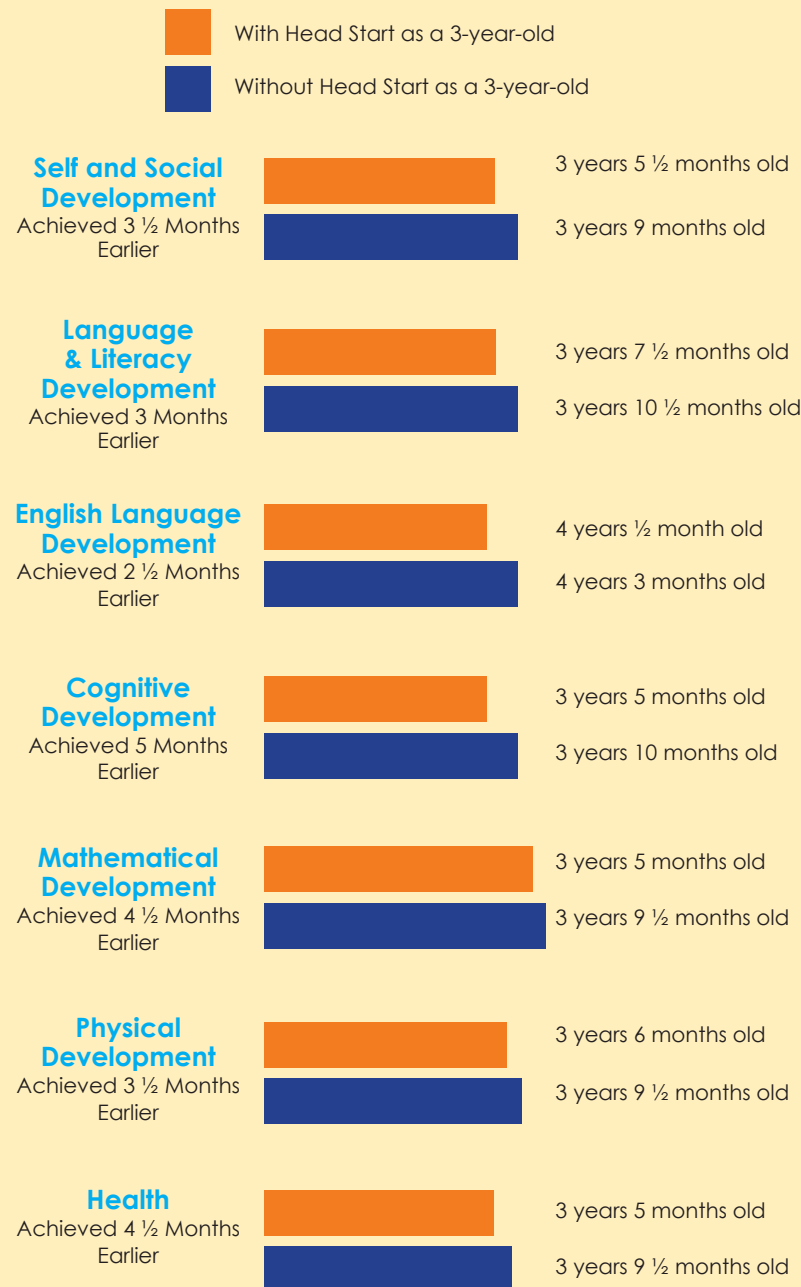 With Head Start as a 3-year-old
Without Head Start as a 3-year-old
Self and Social
Development
Achieved 3 ½ Months
Earlier
3 years 5 ½ months old
3 years 9 months old
Language
& Literacy
Development
Achieved 3 Months
Earlier
3 years 7 ½ months old
3 years 10 ½ months old
English Language
Development
Achieved 2 ½ Months
Earlier
4 years ½ month old
4 years 3 months old
Cognitive
Development
Achieved 5 Months
Earlier
3 years 5 months old
3 years 10 months old
Mathematical
Development
Achieved 4 ½ Months
Earlier
3 years 5 months old
3 years 9 ½ months old
Physical
Development
Achieved 3 ½ Months
Earlier
3 years 6 months old
3 years 9 ½ months old
Health
Achieved 4 ½ Months
Earlier
3 years 5 months old
3 years 9 ½ months old